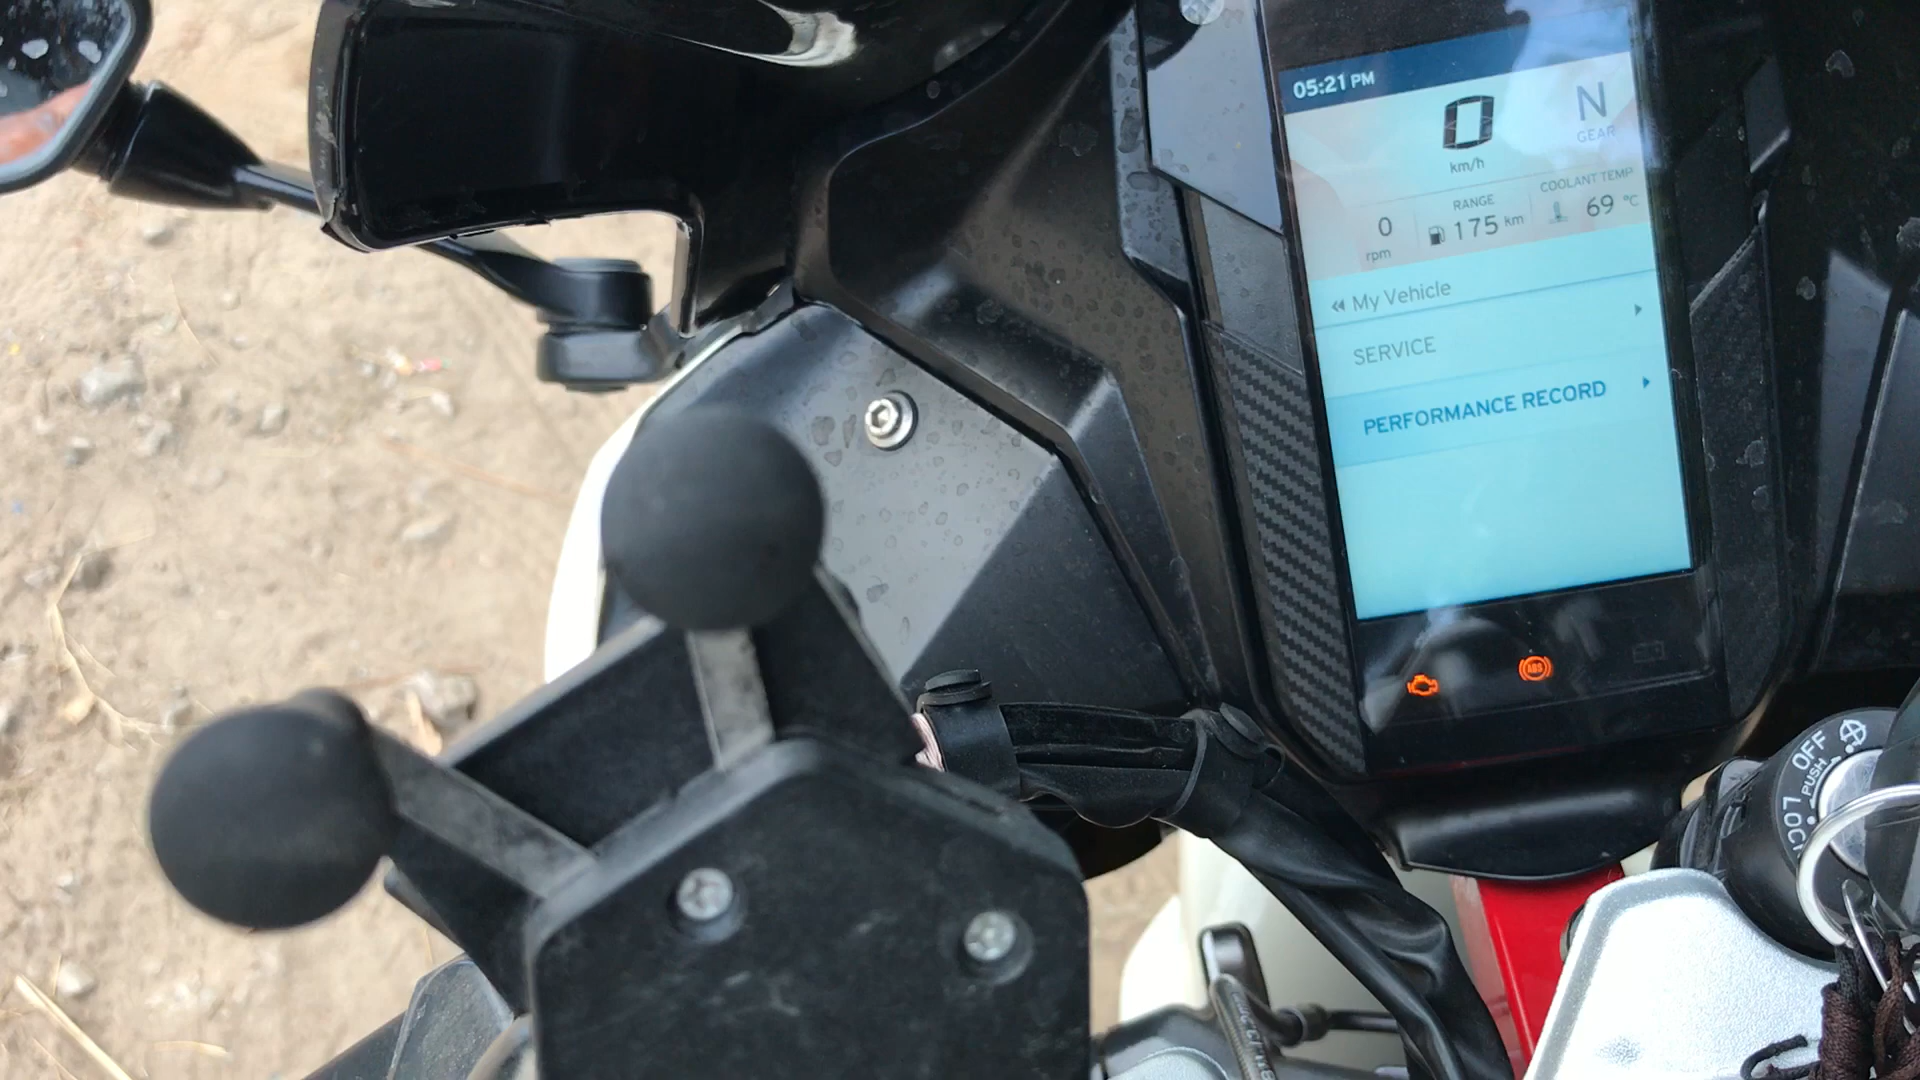 05:21 PM
0
km/h
N
GEAR
0
rpm
RANGE
175 km
COOLANT TEMP
69 °C
My Vehicle
SERVICE
PERFORMANCE RECORD
ABS
OFF
PUSH
LOCK